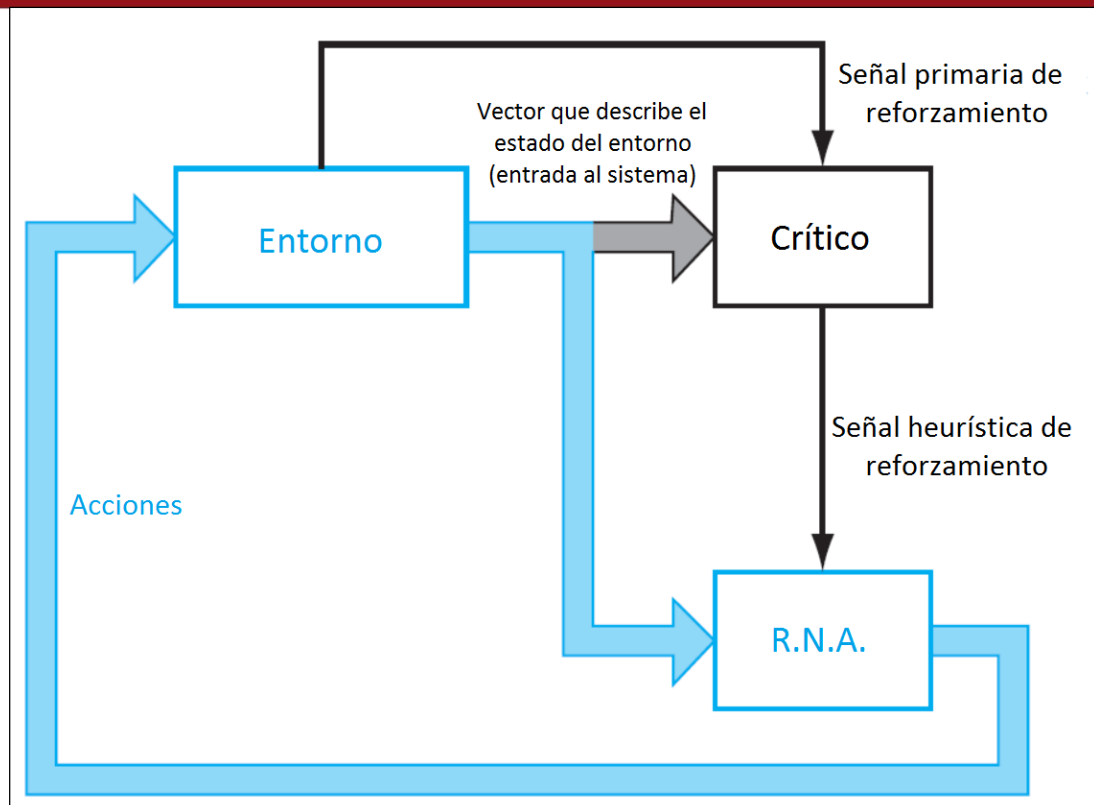 Señal primaria de
reforzamiento
Vector que describe el
estado del entorno
(entrada al sistema)
Entorno
Crítico
Señal heurística de
reforzamiento
Acciones
R.N.A.